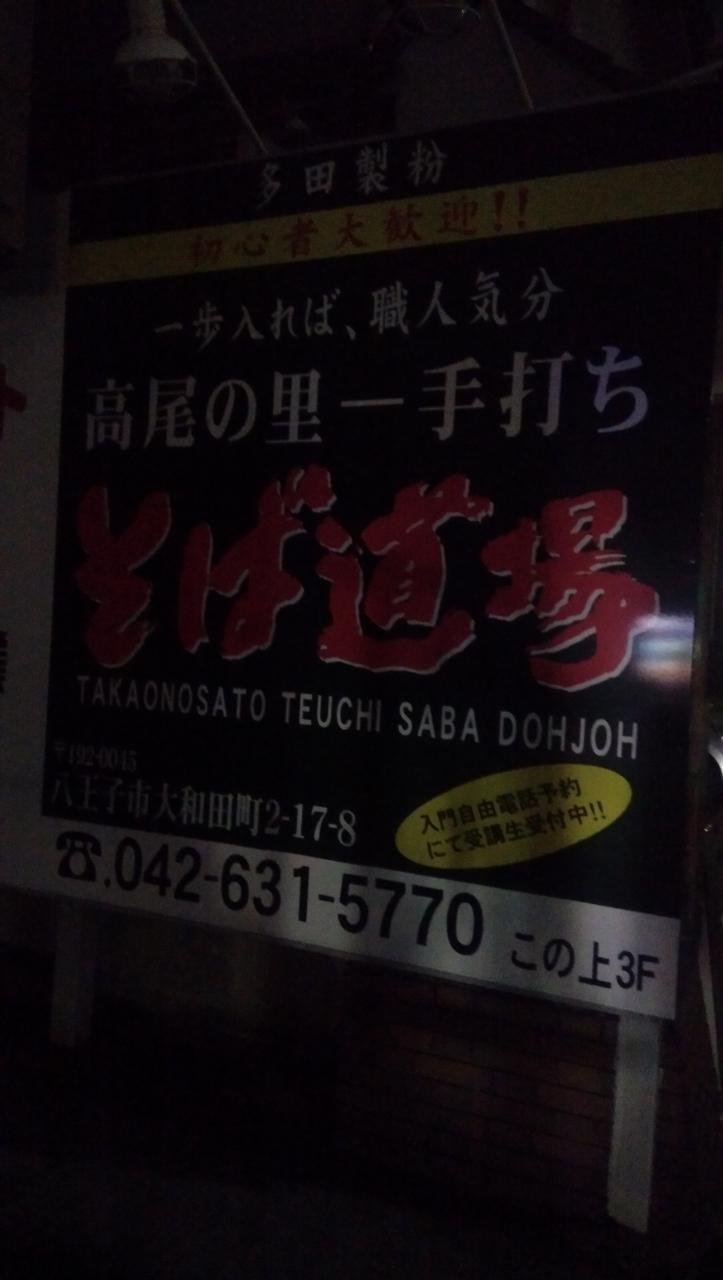 多田製粉
初心者大歓迎!!
一歩入れば、職人気分
高尾の里ー手打ち
そば道場
TAKAONOSATO TEUCHI SABA DOHJOH
〒192-0045
八王子市大和田町2-17-8
入門自由電話予約
にて受講生受付中!!
☎.042-631-5770 この上3F